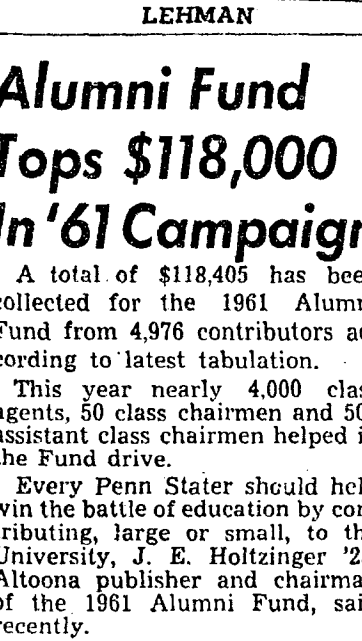 LEHMAN
Alumni Fund
Tops $118,000
In '61 Campaign
A total of $118,405 has bee
collected for the 1961 Alumn
Fund from 4,976 contributors ac
cording to latest tabulation.
This year nearly 4,000 clas
agents, 50 class chairmen and 50
assistant class chairmen helped i
the Fund drive.
Every Penn Stater should hel
win the battle of education by con
tributing, large or small, to th
University, J. E. Holtzinger '2
Altoona publisher and chairma
of the 1961 Alumni Fund, sai
recently.